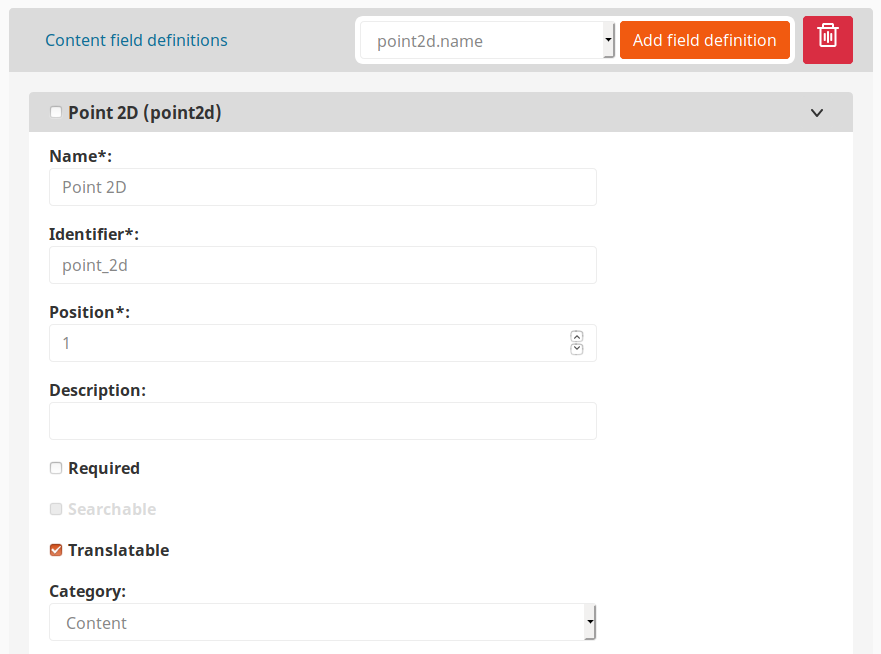 Content field definitions point2d.name Add field definition
Point 2D (point2d)
Name*:
Point 2D
Identifier*:
point_2d
Position*:
1
Description:
Required
Searchable
Translatable
Category:
Content